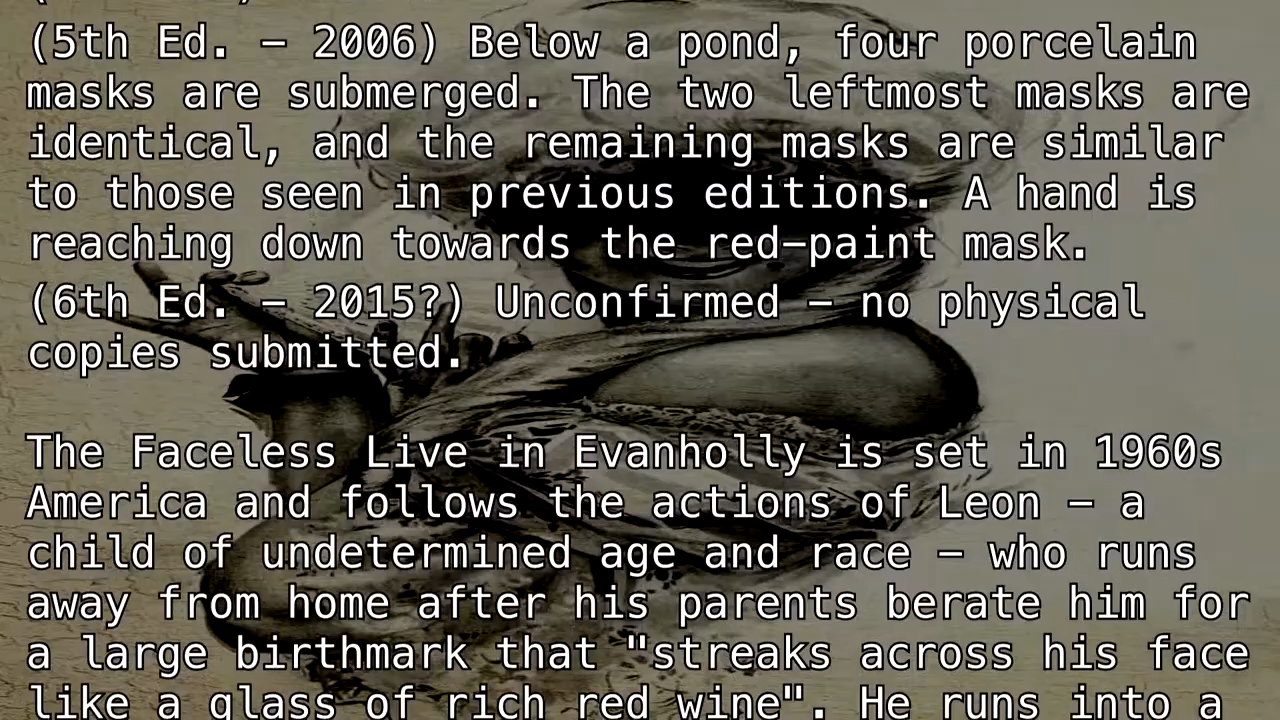 (5th Ed. – 2006) Below a pond, four porcelain
masks are submerged. The two leftmost masks are
identical, and the remaining masks are similar
to those seen in previous editions. A hand is
reaching down towards the red-paint mask.
(6th Ed. – 2015?) Unconfirmed – no physical
copies submitted.
The Faceless Live in Evanholly is set in 1960s
America and follows the actions of Leon – a
child of undetermined age and race – who runs
away from home after his parents berate him for
a large birthmark that "streaks across his face
like a glass of rich red wine". He runs into a